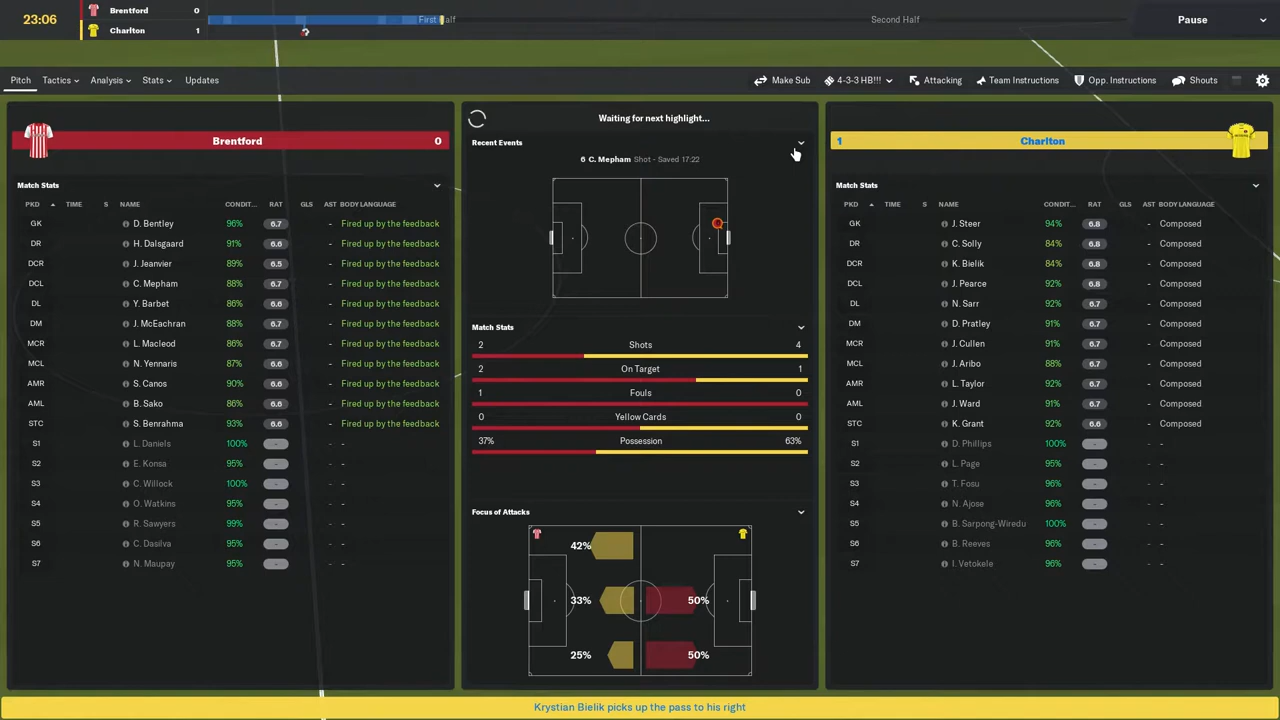 23:06
Brentford 0
Charlton 1
First Half
Second Half
Pause
Pitch Tactics Analysis Stats Updates
Make Sub 4-3-3 HB!!! Attacking Team Instructions Opp. Instructions Shouts
Brentford 0
Match Stats
PKD TIME S NAME CONDIT... RAT GLS AST BODY LANGUAGE
GK D. Bentley 96% 6.7 - Fired up by the feedback
DR H. Dalsgaard 91% 6.6 - Fired up by the feedback
DCR J. Jeanvier 89% 6.5 - Fired up by the feedback
DCL C. Mepham 88% 6.7 - Fired up by the feedback
DL Y. Barbet 86% 6.6 - Fired up by the feedback
DM J. McEachran 88% 6.7 - Fired up by the feedback
MCR L. Macleod 86% 6.7 - Fired up by the feedback
MCL N. Yennaris 87% 6.6 - Fired up by the feedback
AMR S. Canos 90% 6.6 - Fired up by the feedback
AML B. Sako 86% 6.6 - Fired up by the feedback
STC S. Benrahma 93% 6.6 - Fired up by the feedback
S1 L. Daniels 100% - - -
S2 E. Konsa 95% - - -
S3 C. Willock 100% - - -
S4 O. Watkins 95% - - -
S5 R. Sawyers 99% - - -
S6 C. Dasilva 95% - - -
S7 N. Maupay 95% - - -
Waiting for next highlight...
Recent Events
6 C. Mepham Shot - Saved 17:22
Match Stats
2 Shots 4
2 On Target 1
1 Fouls 0
0 Yellow Cards 0
37% Possession 63%
Focus of Attacks
42%
33% 50%
25% 50%
1 Charlton
Match Stats
PKD TIME S NAME CONDIT... RAT GLS AST BODY LANGUAGE
GK J. Steer 94% 6.8 - Composed
DR C. Solly 84% 6.8 - Composed
DCR K. Bielik 84% 6.8 - Composed
DCL J. Pearce 92% 6.8 - Composed
DL N. Sarr 92% 6.7 - Composed
DM D. Pratley 91% 6.7 - Composed
MCR J. Cullen 91% 6.7 - Composed
MCL J. Aribo 88% 6.7 - Composed
AMR L. Taylor 92% 6.7 - Composed
AML J. Ward 91% 6.7 - Composed
STC K. Grant 92% 6.6 - Composed
S1 D. Phillips 100% - - -
S2 L. Page 95% - - -
S3 T. Fosu 96% - - -
S4 N. Ajose 96% - - -
S5 B. Sarpong-Wiredu 100% - - -
S6 B. Reeves 96% - - -
S7 I. Vetokele 96% - - -
Krystian Bielik picks up the pass to his right